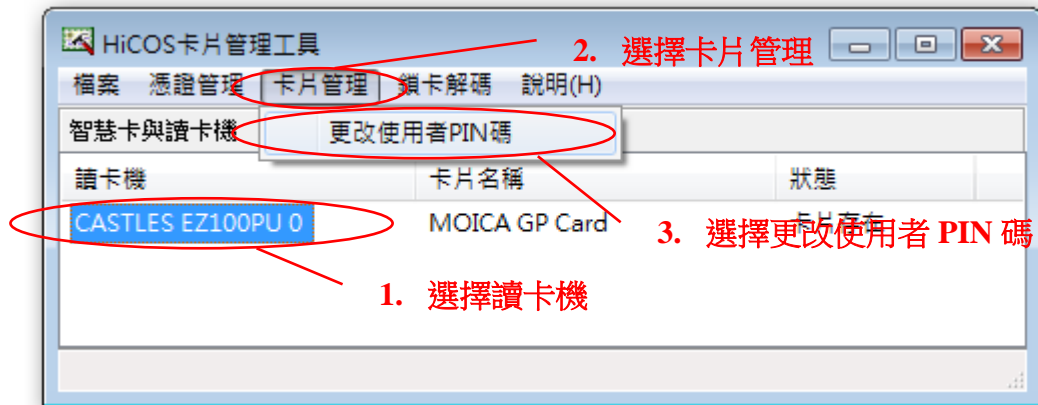 HiCOS卡片管理工具
2. 選擇卡片管理
檔案 憑證管理 卡片管理 鎖卡解碼 說明(H)
智慧卡與讀卡機
更改使用者PIN碼
讀卡機 卡片名稱 狀態
CASTLES EZ100PU 0 MOICA GP Card 卡片存在
3. 選擇更改使用者 PIN 碼
1. 選擇讀卡機